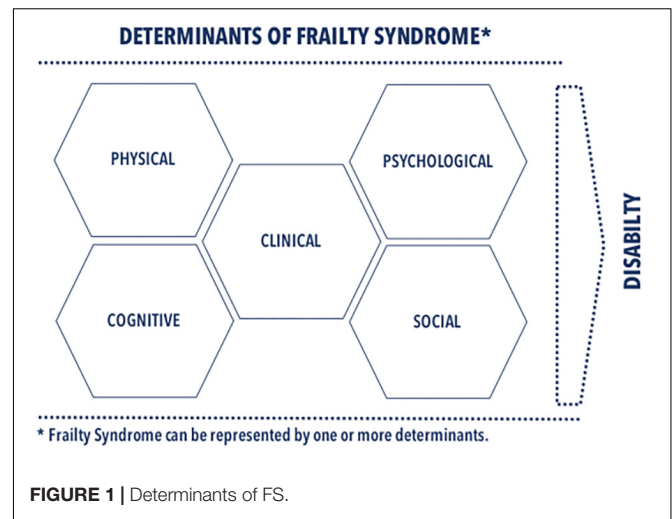 DETERMINANTS OF FRAILTY SYNDROME*
PHYSICAL
PSYCHOLOGICAL
CLINICAL
COGNITIVE
SOCIAL
DISABILTY
* Frailty Syndrome can be represented by one or more determinants.
FIGURE 1 | Determinants of FS.